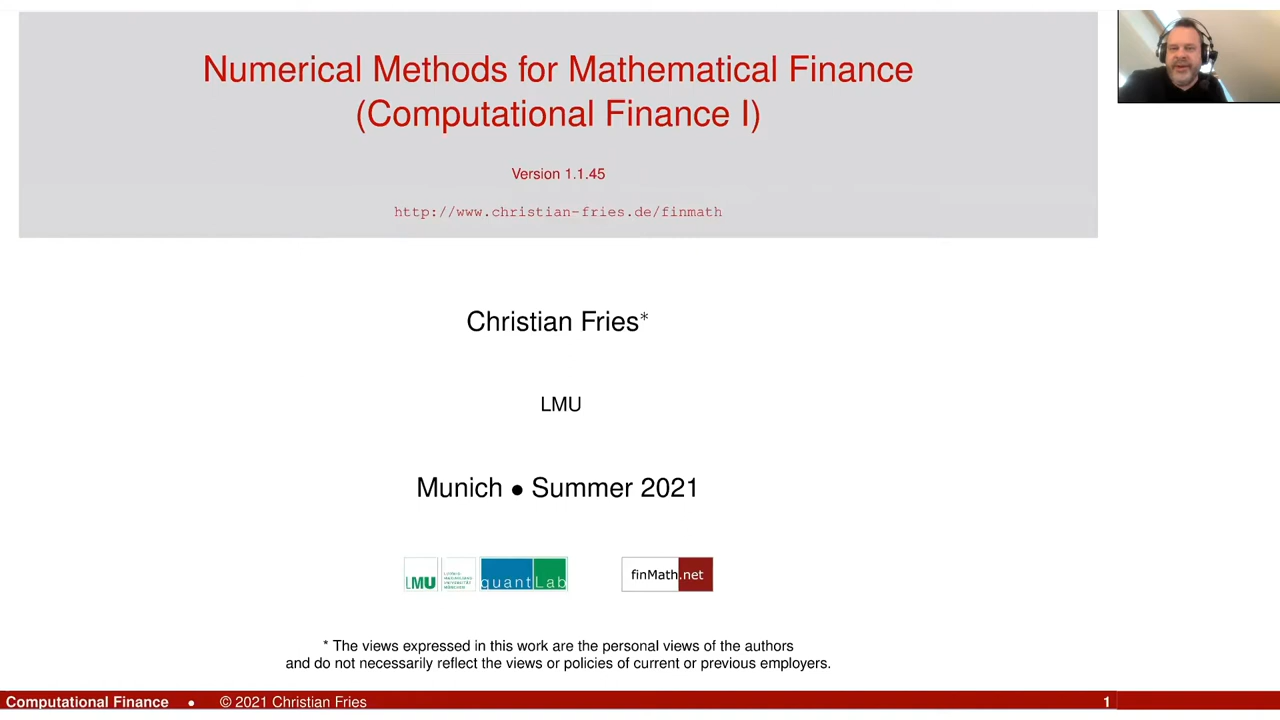 Numerical Methods for Mathematical Finance
(Computational Finance I)
Version 1.1.45
http://www.christian-fries.de/finmath
Christian Fries*
LMU
Munich • Summer 2021
LMU
quantLab
finMath.net
* The views expressed in this work are the personal views of the authors
and do not necessarily reflect the views or policies of current or previous employers.
Computational Finance • © 2021 Christian Fries 1